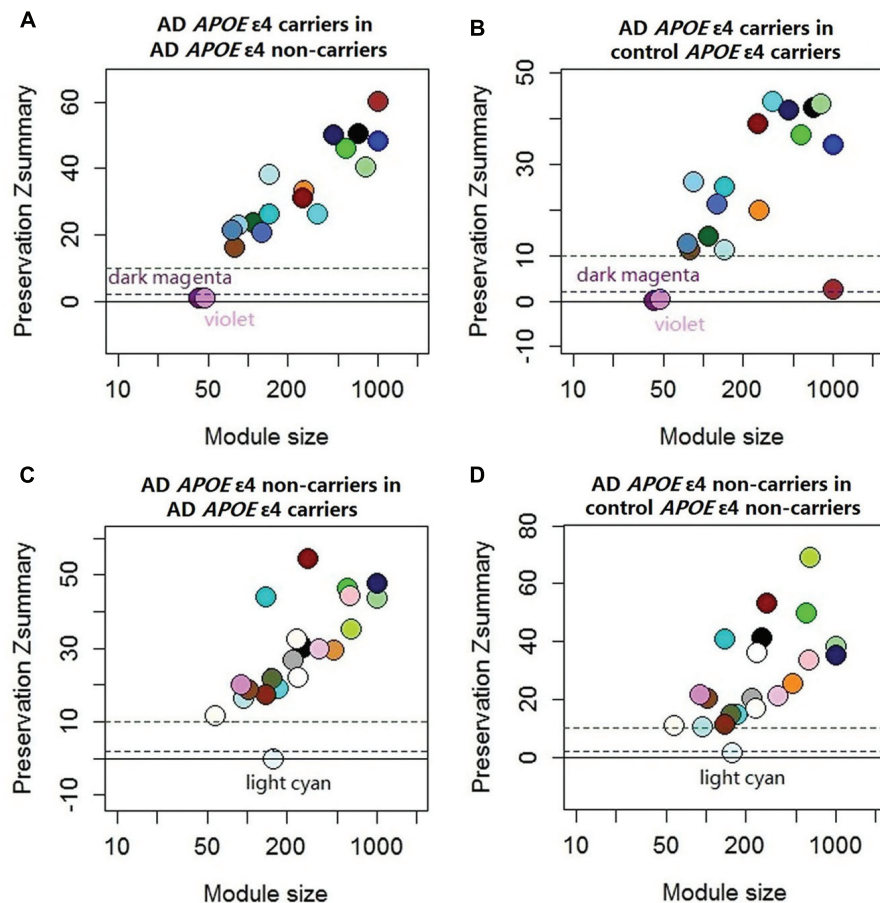 A
AD APOE ε4 carriers in
AD APOE ε4 non-carriers
Preservation Zsummary
60
40
20
0
dark magenta
violet
10 50 200 1000
Module size
B
AD APOE ε4 carriers in
control APOE ε4 carriers
Preservation Zsummary
50
30
10
-10
dark magenta
violet
10 50 200 1000
Module size
C
AD APOE ε4 non-carriers in
AD APOE ε4 carriers
Preservation Zsummary
50
30
10
-10
light cyan
10 50 200 1000
Module size
D
AD APOE ε4 non-carriers in
control APOE ε4 non-carriers
Preservation Zsummary
80
60
40
20
0
light cyan
10 50 200 1000
Module size